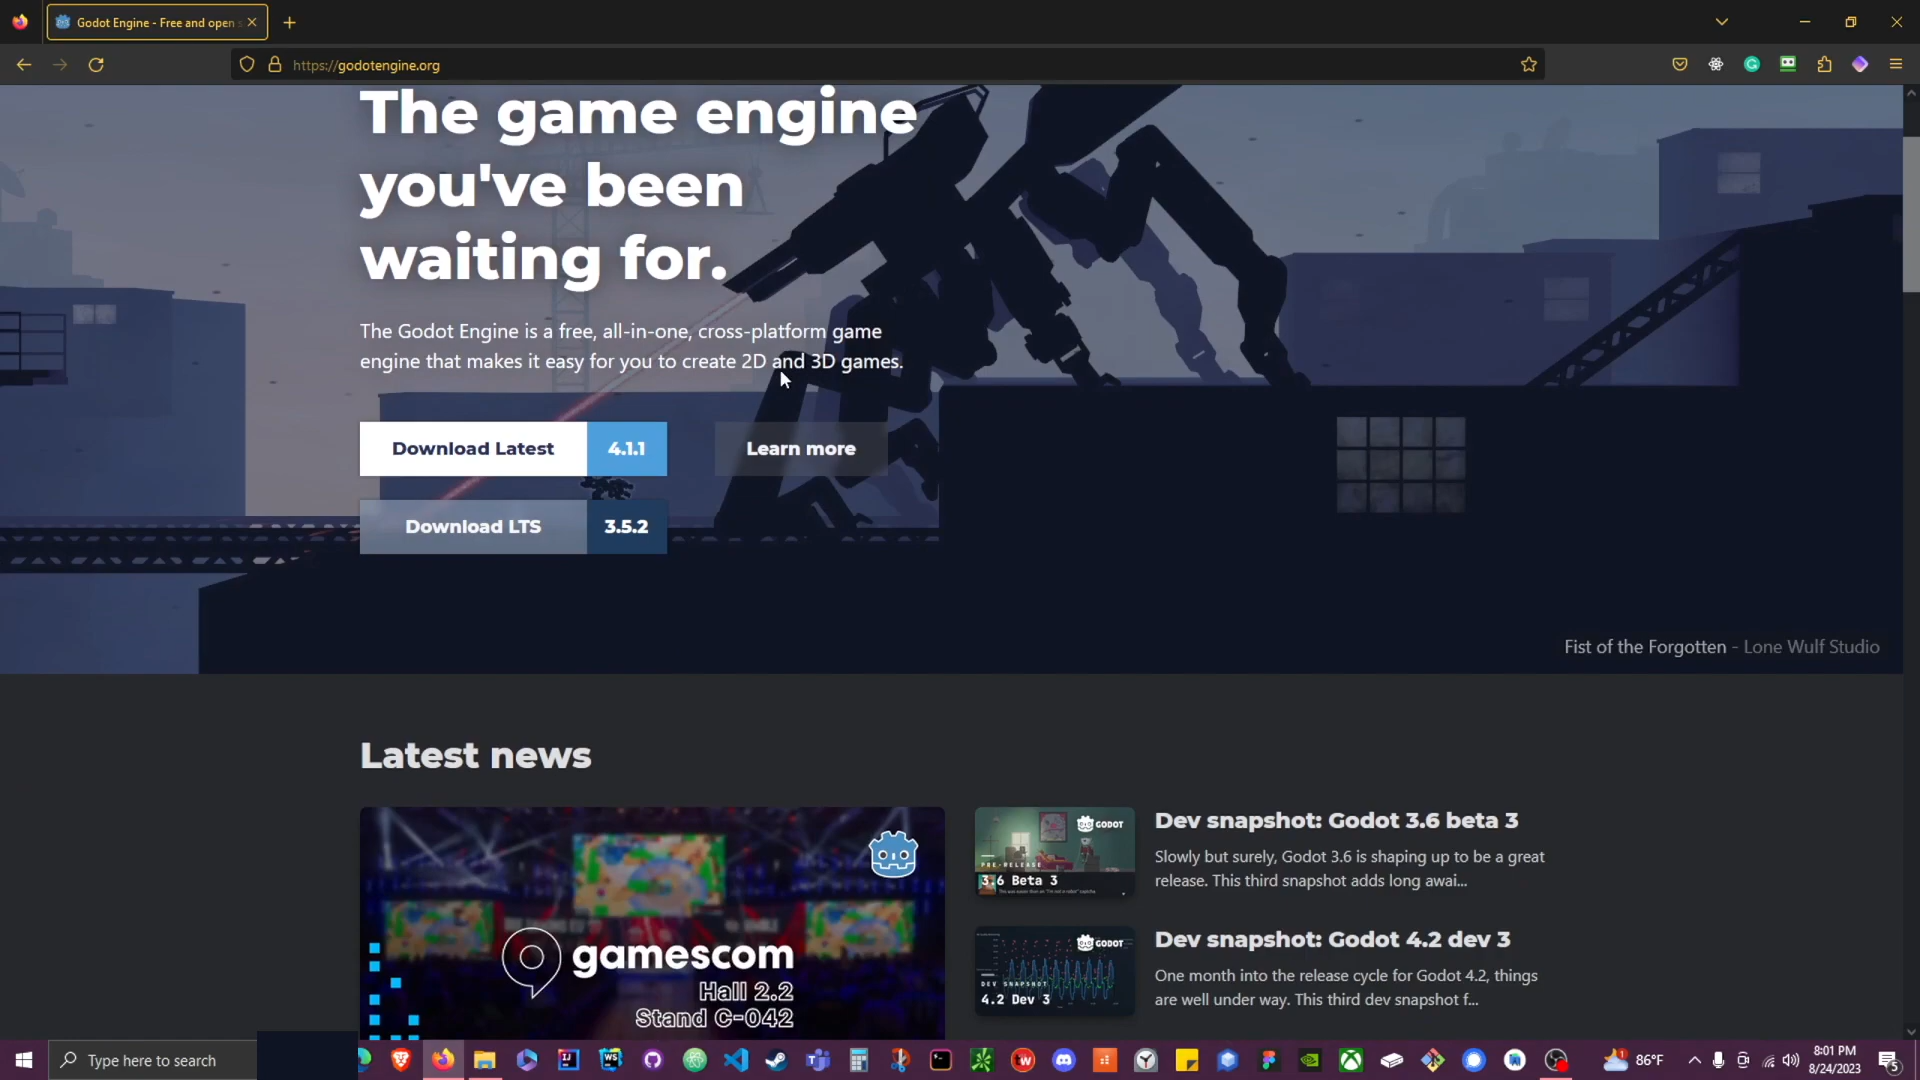 Godot Engine - Free and open s
https://godotengine.org
The game engine
you've been
waiting for.
The Godot Engine is a free, all-in-one, cross-platform game
engine that makes it easy for you to create 2D and 3D games.
Download Latest 4.1.1
Learn more
Download LTS 3.5.2
Fist of the Forgotten - Lone Wulf Studio
Latest news
gamescom
Hall 2.2
Stand C-042
GODOT
PRE-RELEASE
3.6 Beta 3
Dev snapshot: Godot 3.6 beta 3
Slowly but surely, Godot 3.6 is shaping up to be a great
release. This third snapshot adds long awai...
GODOT
DEV SNAPSHOT
4.2 Dev 3
Dev snapshot: Godot 4.2 dev 3
One month into the release cycle for Godot 4.2, things
are well under way. This third dev snapshot f...
Type here to search
86°F
8:01 PM
8/24/2023
5